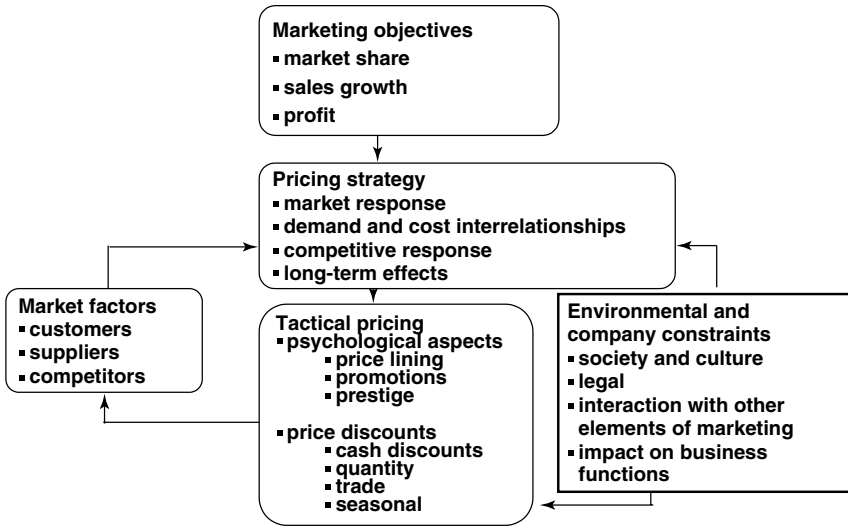 Marketing objectives
▪ market share
▪ sales growth
▪ profit
Pricing strategy
▪ market response
▪ demand and cost interrelationships
▪ competitive response
▪ long-term effects
Market factors
▪ customers
▪ suppliers
▪ competitors
Tactical pricing
▪ psychological aspects
▪ price lining
▪ promotions
▪ prestige
▪ price discounts
▪ cash discounts
▪ quantity
▪ trade
▪ seasonal
Environmental and
company constraints
▪ society and culture
▪ legal
▪ interaction with other
elements of marketing
▪ impact on business
functions